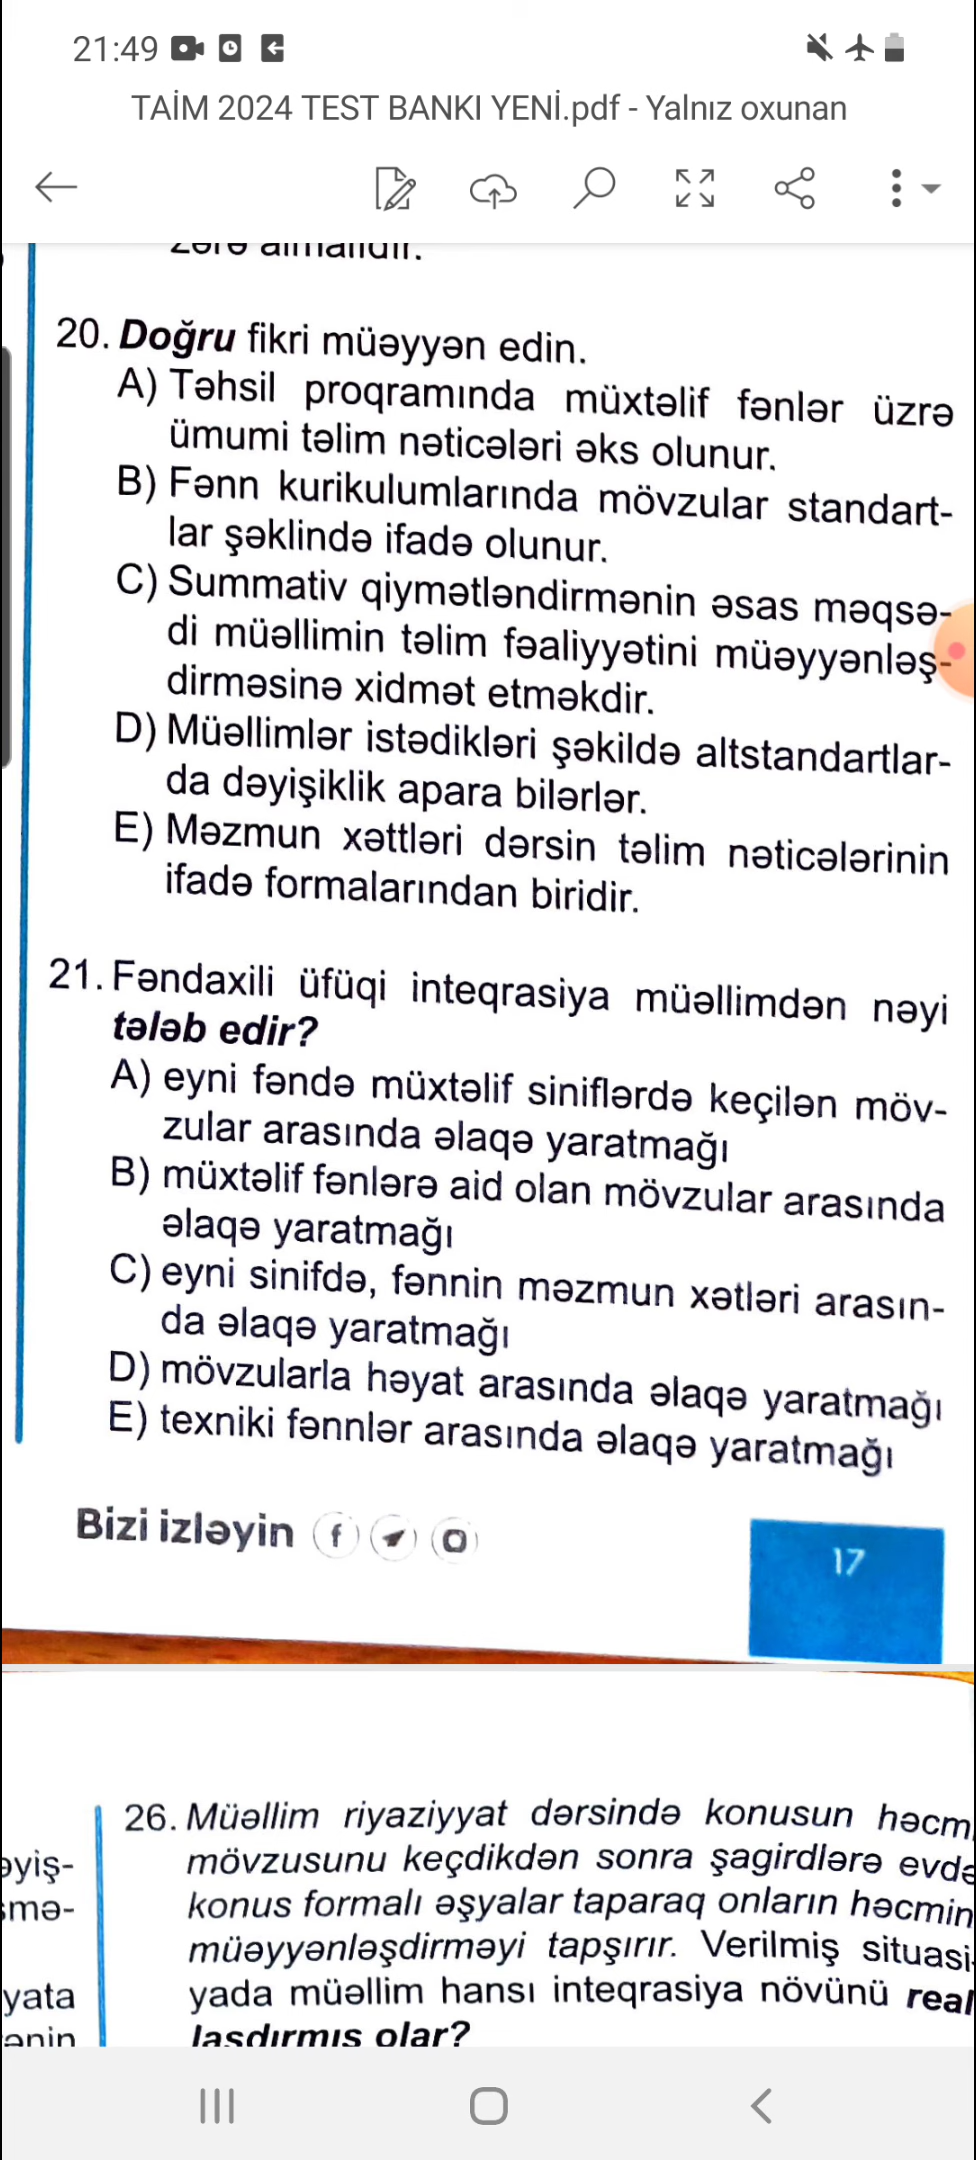 21:49
TAİM 2024 TEST BANKI YENİ.pdf - Yalnız oxunan
zərə almalıdır.
20. Doğru fikri müəyyən edin.
A) Təhsil proqramında müxtəlif fənlər üzrə
ümumi təlim nəticələri əks olunur.
B) Fənn kurikulumlarında mövzular standart-
lar şəklində ifadə olunur.
C) Summativ qiymətləndirmənin əsas məqsə-
di müəllimin təlim fəaliyyətini müəyyənləş-
dirməsinə xidmət etməkdir.
D) Müəllimlər istədikləri şəkildə altstandartlar-
da dəyişiklik apara bilərlər.
E) Məzmun xəttləri dərsin təlim nəticələrinin
ifadə formalarından biridir.
21. Fəndaxili üfüqi inteqrasiya müəllimdən nəyi
tələb edir?
A) eyni fəndə müxtəlif siniflərdə keçilən möv-
zular arasında əlaqə yaratmağı
B) müxtəlif fənlərə aid olan mövzular arasında
əlaqə yaratmağı
C) eyni sinifdə, fənnin məzmun xətləri arasın-
da əlaqə yaratmağı
D) mövzularla həyat arasında əlaqə yaratmağı
E) texniki fənnlər arasında əlaqə yaratmağı
Bizi izləyin
17
əyiş-
mə-
yata
ənin
26. Müəllim riyaziyyat dərsində konusun həcm
mövzusunu keçdikdən sonra şagirdlərə evdə
konus formalı əşyalar taparaq onların həcmin
müəyyənləşdirməyi tapşırır. Verilmiş situasi-
yada müəllim hansı inteqrasiya növünü real
laşdırmış olar?